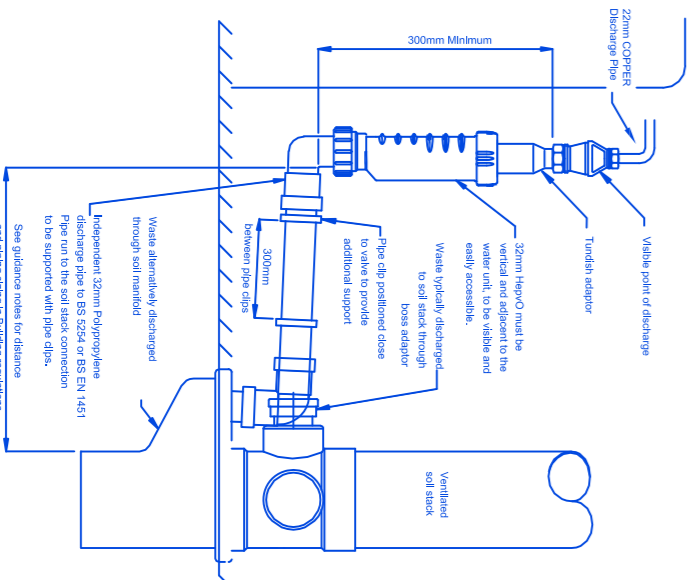 22mm COPPER
Discharge Pipe
300mm Minimum
Visible point of discharge
Tundish adaptor
32mm HepvO must be
vertical and adjacent to the
water unit, to be visible and
easily accessible.
Waste typically discharged
to soil stack through
boss adaptor
Pipe clip positioned close
to valve to provide
additional support
300mm
between pipe clips
Ventilated
soil stack
Waste alternatively discharged
through soil manifold
Independent 32mm Polypropylene
discharge pipe to BS 5254 or BS EN 1451
Pipe run to the soil stack connection
to be supported with pipe clips.
See guidance notes for distance